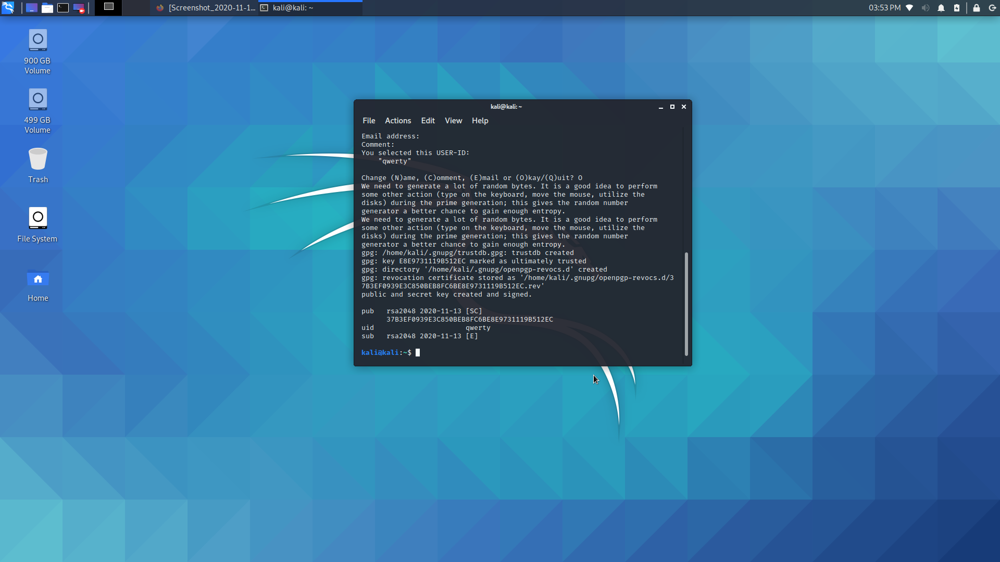 [Screenshot_2020-11-1...
kali@kali: ~
03:53 PM
900 GB
Volume
499 GB
Volume
Trash
File System
Home
kali@kali: ~
File Actions Edit View Help
Email address:
Comment:
You selected this USER-ID:
"qwerty"
Change (N)ame, (C)omment, (E)mail or (O)kay/(Q)uit? O
We need to generate a lot of random bytes. It is a good idea to perform
some other action (type on the keyboard, move the mouse, utilize the
disks) during the prime generation; this gives the random number
generator a better chance to gain enough entropy.
We need to generate a lot of random bytes. It is a good idea to perform
some other action (type on the keyboard, move the mouse, utilize the
disks) during the prime generation; this gives the random number
generator a better chance to gain enough entropy.
gpg: /home/kali/.gnupg/trustdb.gpg: trustdb created
gpg: key E8E9731119B512EC marked as ultimately trusted
gpg: directory '/home/kali/.gnupg/openpgp-revocs.d' created
gpg: revocation certificate stored as '/home/kali/.gnupg/openpgp-revocs.d/3
7B3EF0939E3C850BEB8FC6BE8E9731119B512EC.rev'
public and secret key created and signed.
pub rsa2048 2020-11-13 [SC]
37B3EF0939E3C850BEB8FC6BE8E9731119B512EC
uid qwerty
sub rsa2048 2020-11-13 [E]
kali@kali:~$